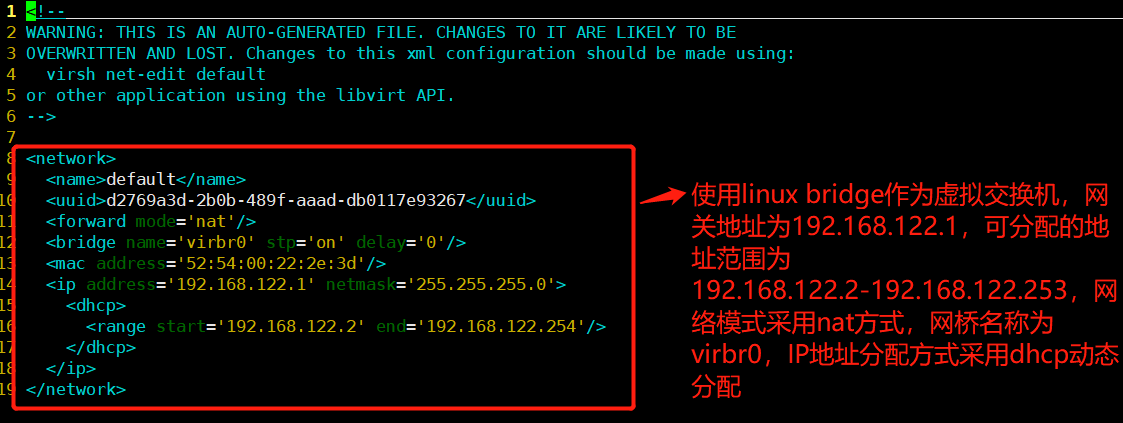 1 <!--
2 WARNING: THIS IS AN AUTO-GENERATED FILE. CHANGES TO IT ARE LIKELY TO BE
3 OVERWRITTEN AND LOST. Changes to this xml configuration should be made using:
4   virsh net-edit default
5 or other application using the libvirt API.
6 -->
7
8 <network>
9   <name>default</name>
10   <uuid>d2769a3d-2b0b-489f-aaad-db0117e93267</uuid>
11   <forward mode='nat'/>
12   <bridge name='virbr0' stp='on' delay='0'/>
13   <mac address='52:54:00:22:2e:3d'/>
14   <ip address='192.168.122.1' netmask='255.255.255.0'>
15     <dhcp>
16       <range start='192.168.122.2' end='192.168.122.254'/>
17     </dhcp>
18   </ip>
19 </network>
使用linux bridge作为虚拟交换机，网
关地址为192.168.122.1，可分配的地
址范围为
192.168.122.2-192.168.122.253，网
络模式采用nat方式，网桥名称为
virbr0，IP地址分配方式采用dhcp动态
分配